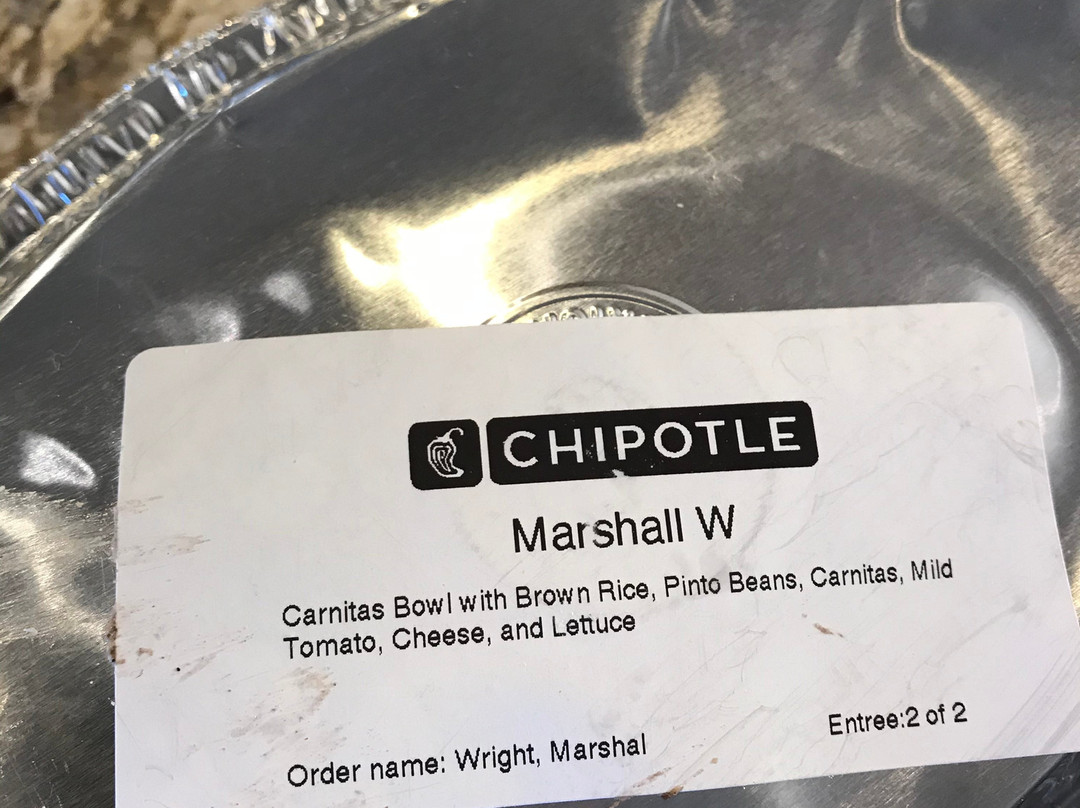 CHIPOTLE
Marshall W
Carnitas Bowl with Brown Rice, Pinto Beans, Carnitas, Mild
Tomato, Cheese, and Lettuce
Entree:2 of 2
Order name: Wright, Marshal